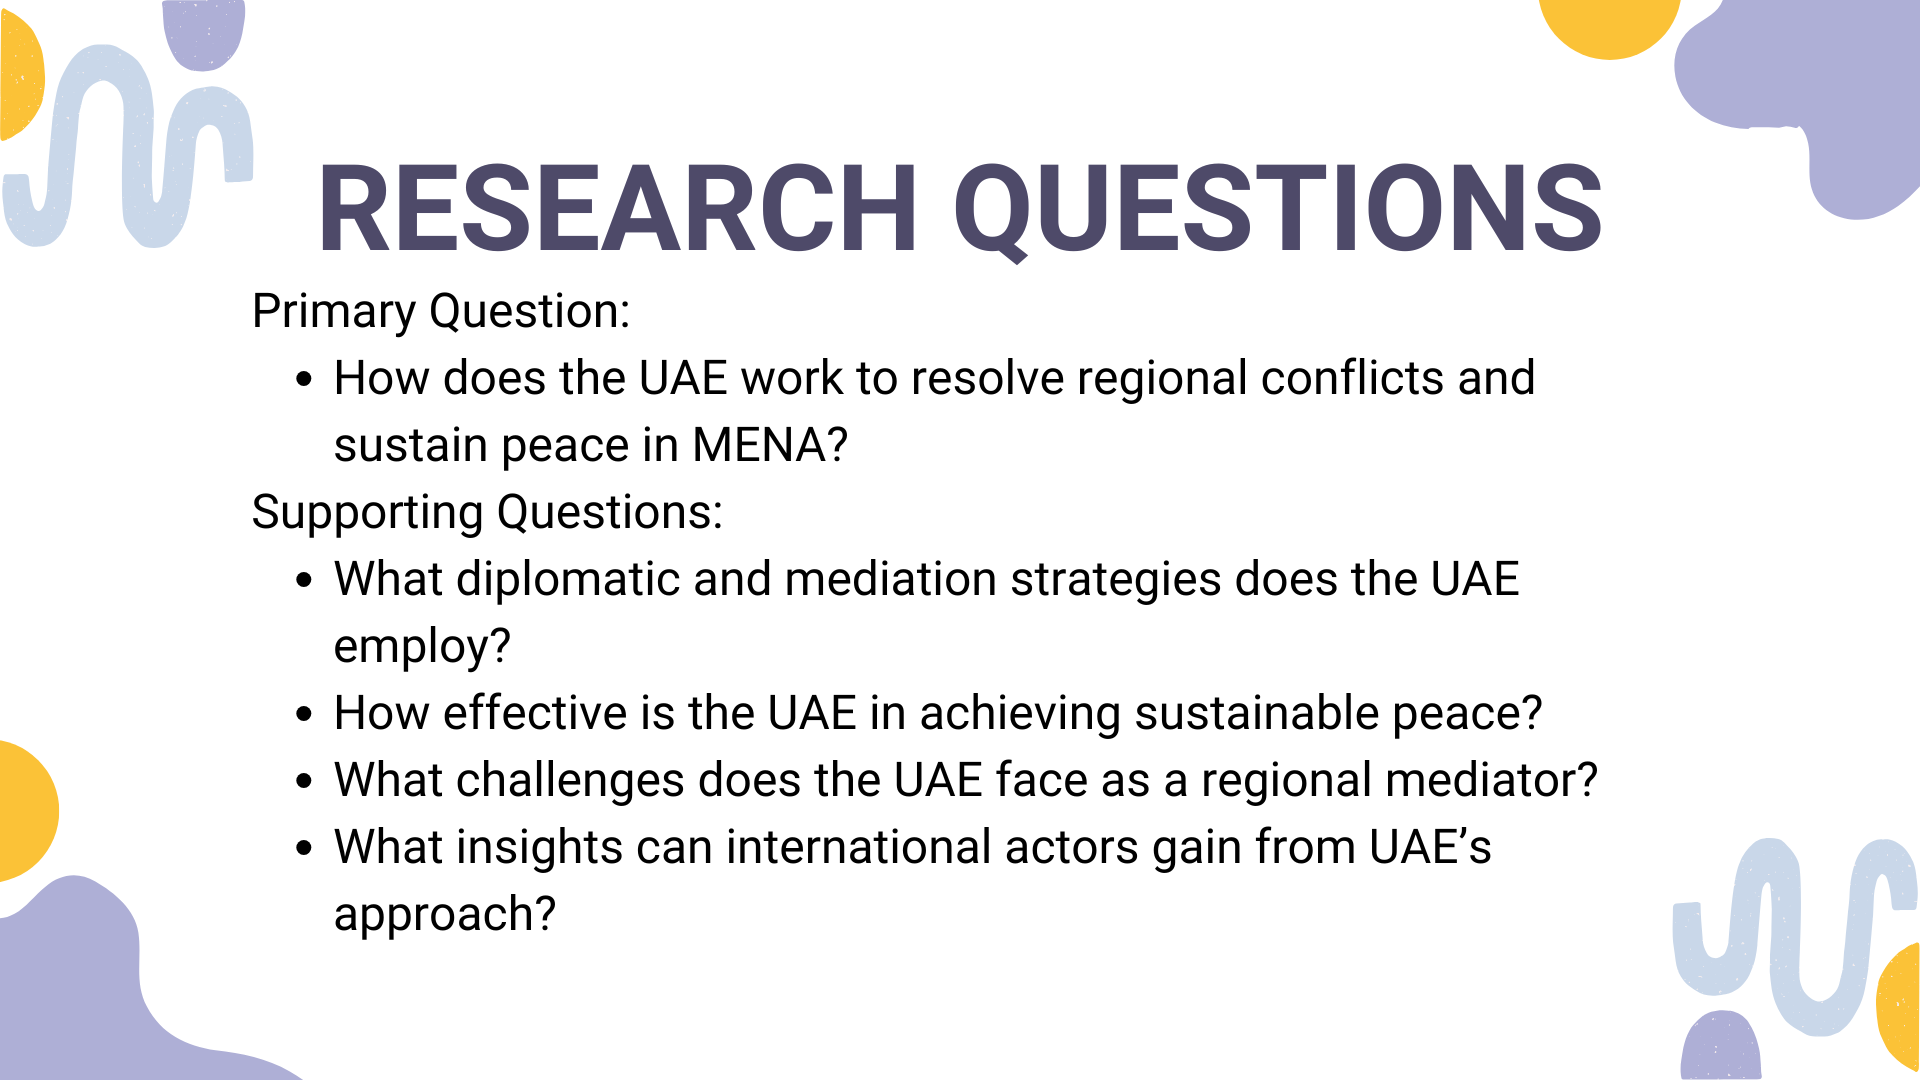 RESEARCH QUESTIONS
Primary Question:
• How does the UAE work to resolve regional conflicts and
sustain peace in MENA?
Supporting Questions:
• What diplomatic and mediation strategies does the UAE
employ?
• How effective is the UAE in achieving sustainable peace?
• What challenges does the UAE face as a regional mediator?
• What insights can international actors gain from UAE’s
approach?